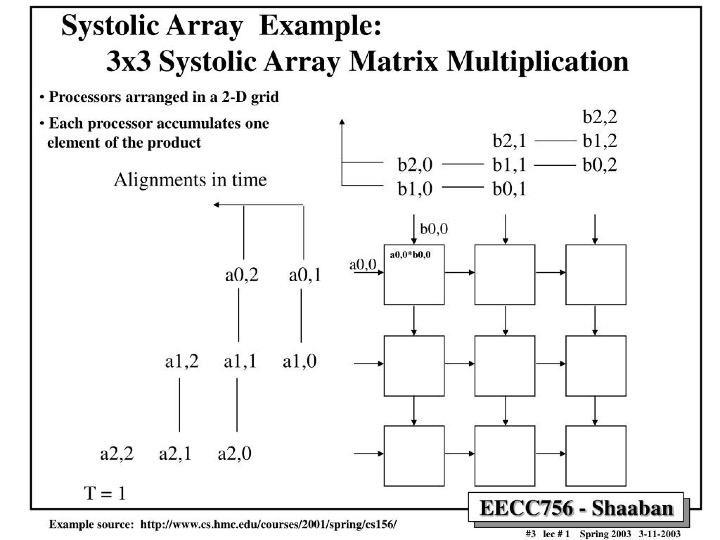 Systolic Array Example:
3x3 Systolic Array Matrix Multiplication
• Processors arranged in a 2-D grid
• Each processor accumulates one
element of the product
Alignments in time
b2,2
b2,1 b1,2
b2,0 b1,1 b0,2
b1,0 b0,1
b0,0
a0,0*b0,0
a0,2 a0,1 a0,0
a1,2 a1,1 a1,0
a2,2 a2,1 a2,0
T = 1
EECC756 - Shaaban
Example source: http://www.cs.hmc.edu/courses/2001/spring/cs156/
#3 lec # 1 Spring 2003 3-11-2003